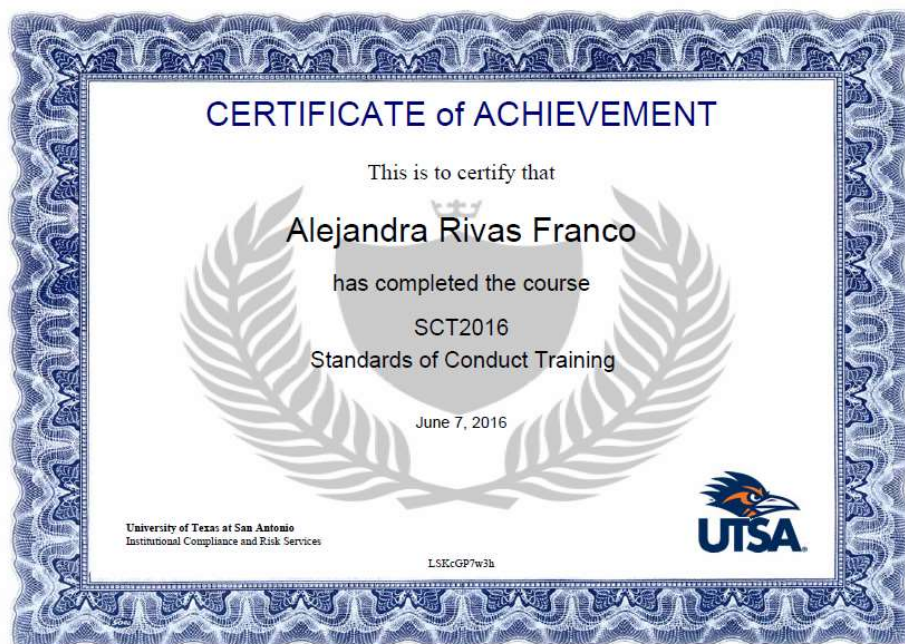 CERTIFICATE of ACHIEVEMENT
This is to certify that
Alejandra Rivas Franco
has completed the course
SCT2016
Standards of Conduct Training
June 7, 2016
University of Texas at San Antonio
Institutional Compliance and Risk Services
UTSA
LSKcGP7w3h